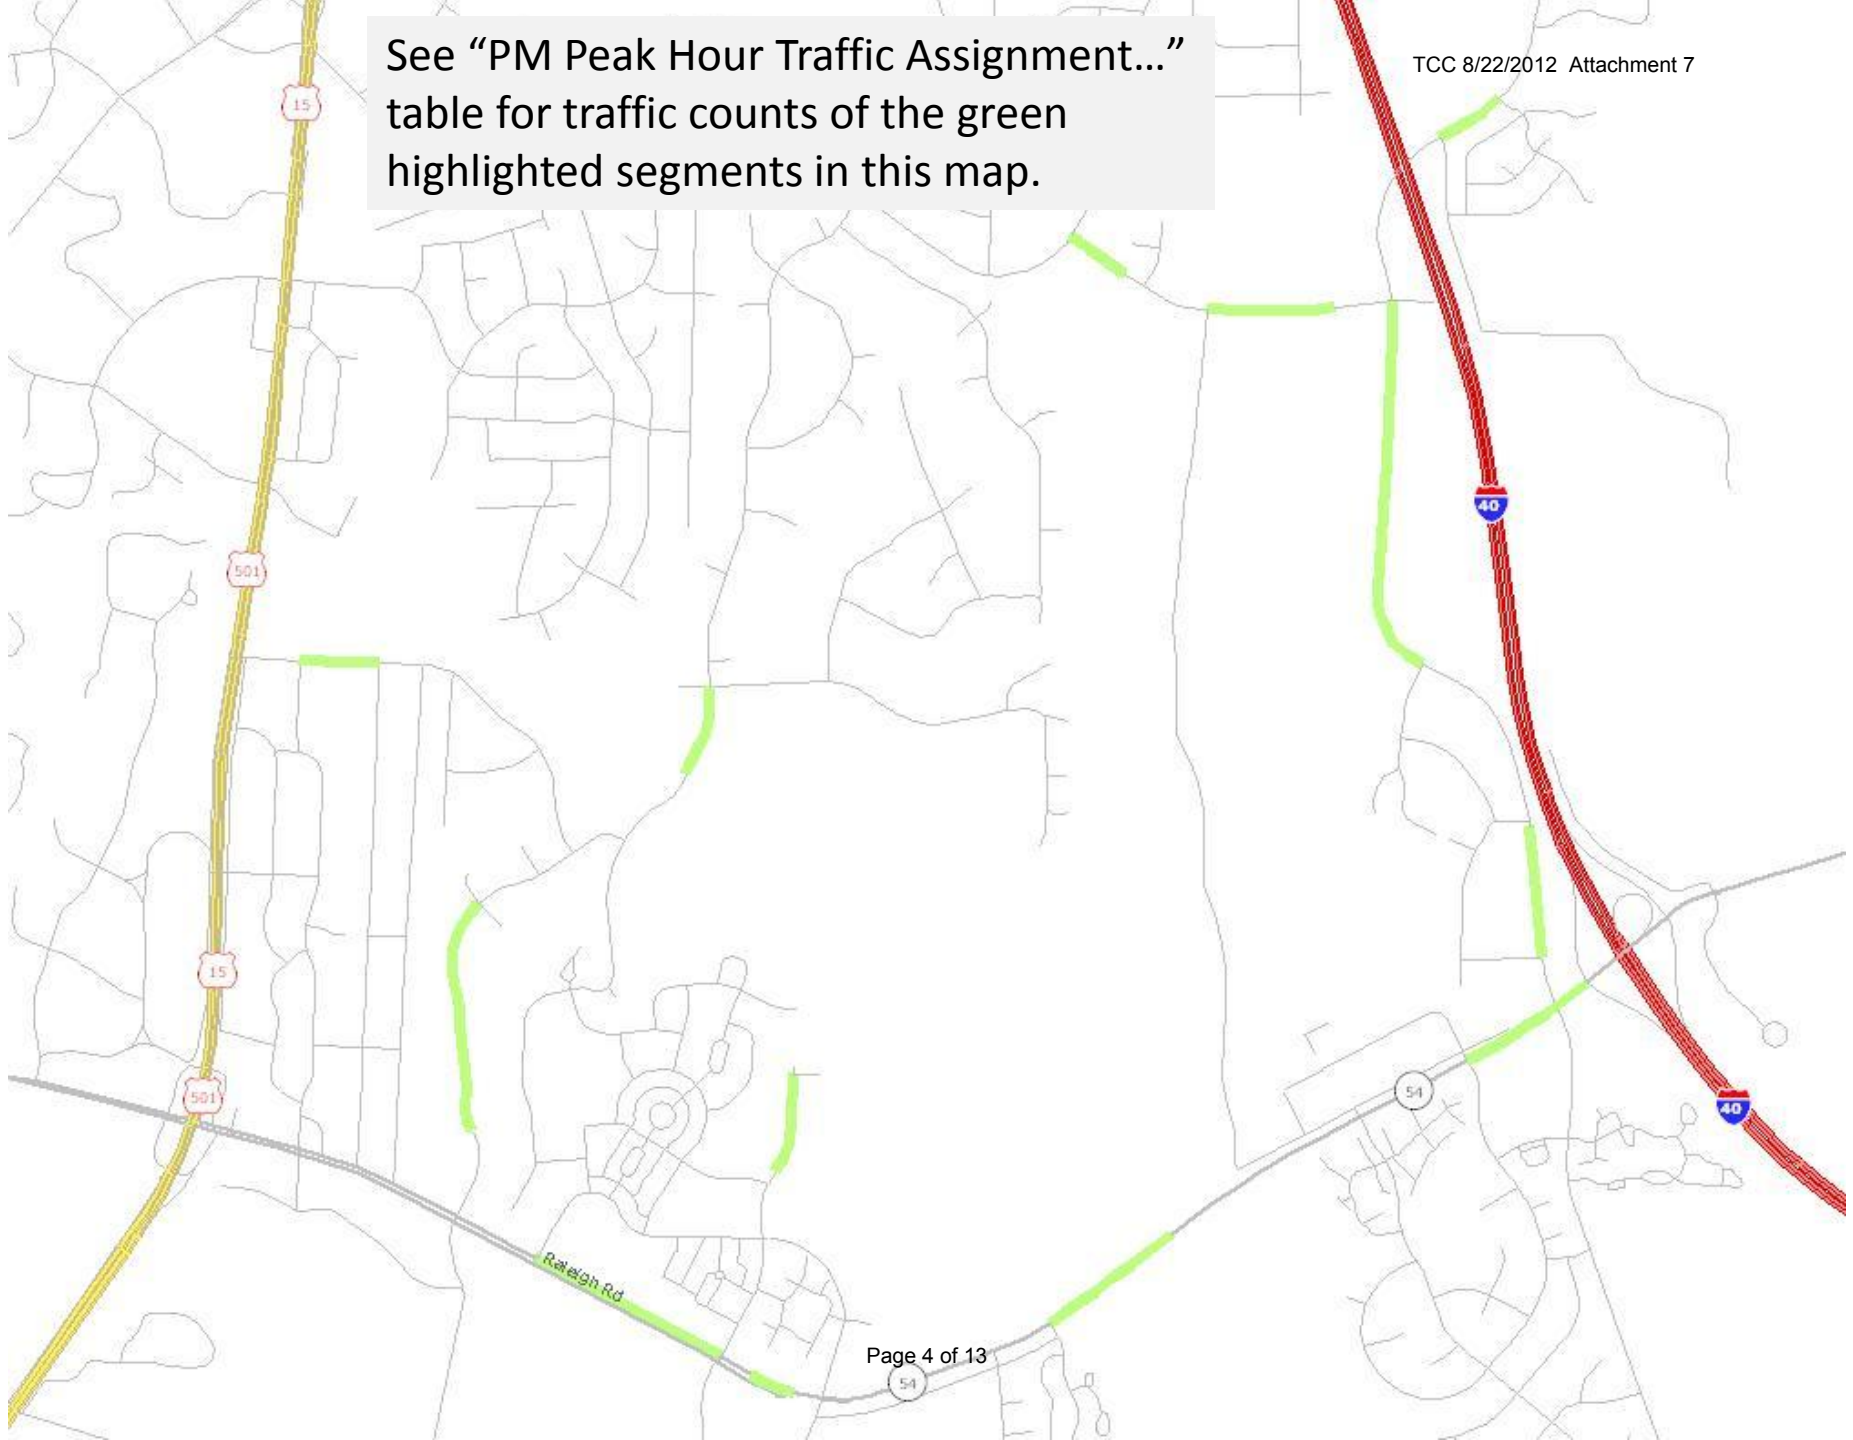 See “PM Peak Hour Traffic Assignment…”
table for traffic counts of the green
highlighted segments in this map.
TCC 8/22/2012 Attachment 7
15
40
501
15
54
501
40
Raleigh Rd
Page 4 of 13
54